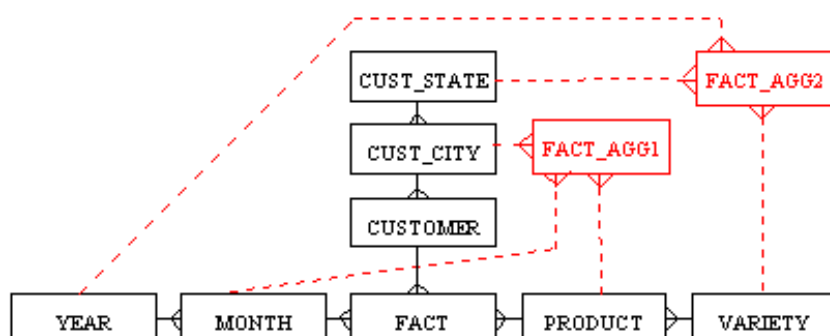 CUST_STATE
FACT_AGG2
CUST_CITY
FACT_AGG1
CUSTOMER
YEAR
MONTH
FACT
PRODUCT
VARIETY